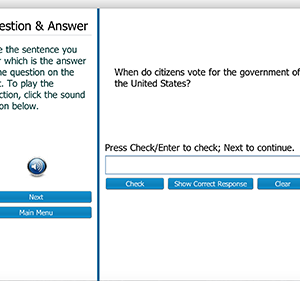 estion & Answer
e the sentence you
r which is the answer
he question on the
t. To play the
ction, click the sound
on below.
Next
Main Menu
When do citizens vote for the government of
the United States?
Press Check/Enter to check; Next to continue.
Check
Show Correct Response
Clear